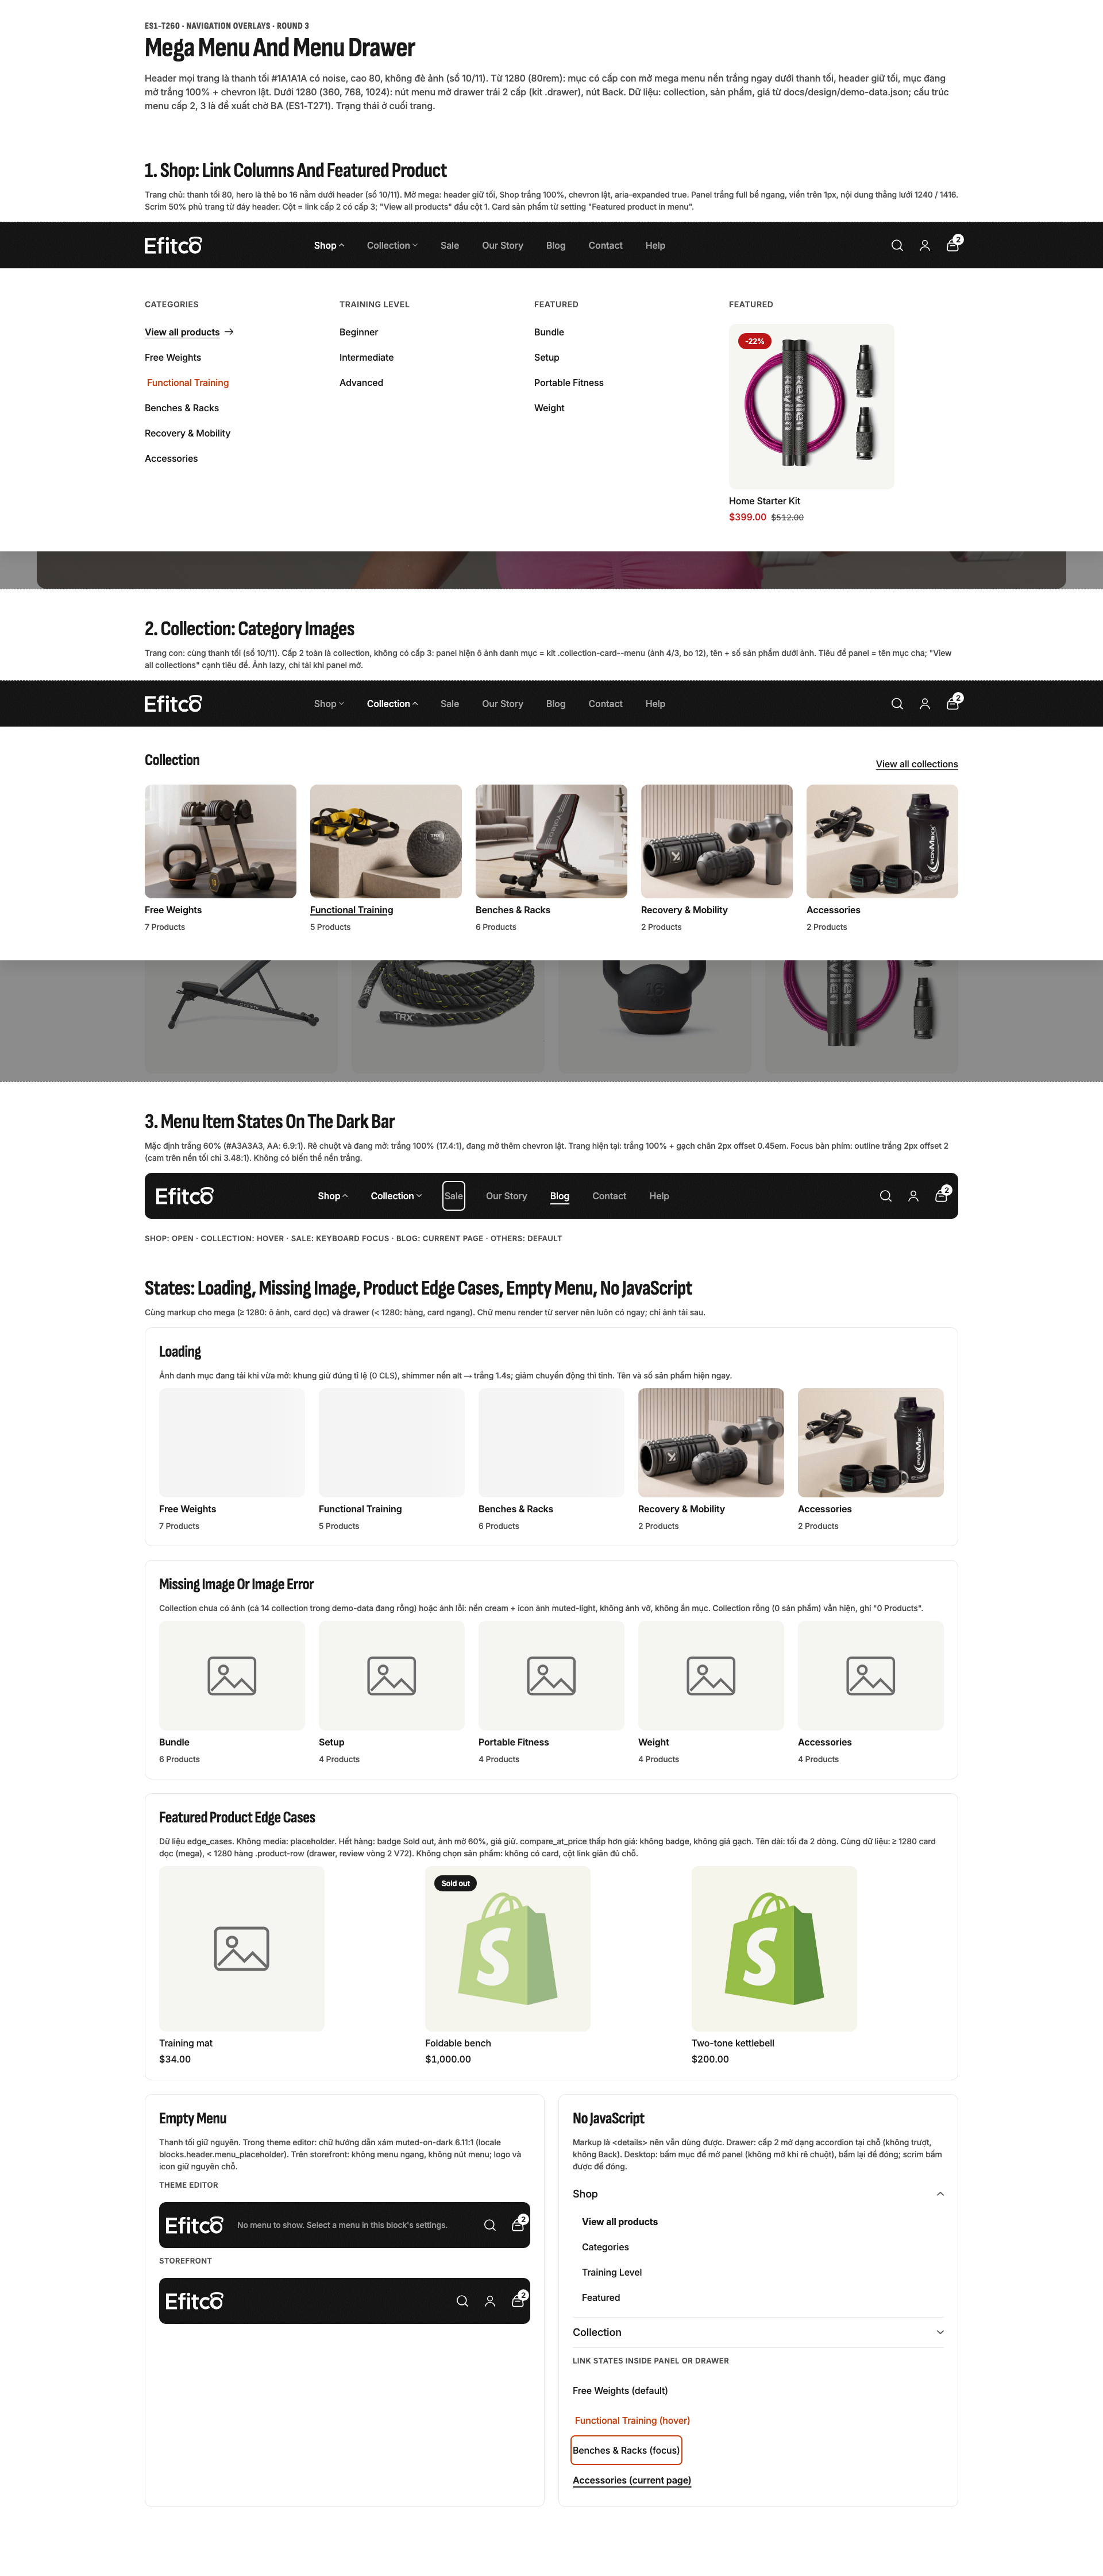 ES1-T260 · NAVIGATION OVERLAYS · ROUND 3
Mega Menu And Menu Drawer
Header mọi trang là thanh tối #1A1A1A có noise, cao 80, không đè ảnh (sổ 10/11). Từ 1280 (80rem): mục có cấp con mở mega menu nền trắng ngay dưới thanh tối, header giữ tối, mục đang
mở trắng 100% + chevron lật. Dưới 1280 (360, 768, 1024): nút menu mở drawer trái 2 cấp (kit .drawer), nút Back. Dữ liệu: collection, sản phẩm, giá từ docs/design/demo-data.json; cấu trúc
menu cấp 2, 3 là đề xuất chờ BA (ES1-T271). Trạng thái ở cuối trang.
1. Shop: Link Columns And Featured Product
Trang chủ: thanh tối 80, hero là thẻ bo 16 nằm dưới header (sổ 10/11). Mở mega: header giữ tối, Shop trắng 100%, chevron lật, aria-expanded true. Panel trắng full bề ngang, viền trên 1px, nội dung thẳng lưới 1240 / 1416.
Scrim 50% phủ trang từ đáy header. Cột = link cấp 2 có cấp 3; "View all products" đầu cột 1. Card sản phẩm từ setting "Featured product in menu".
Efitco Shop Collection Sale Our Story Blog Contact Help 2
CATEGORIES TRAINING LEVEL FEATURED FEATURED
View all products Beginner Bundle
Free Weights Intermediate Setup
Functional Training Advanced Portable Fitness
Benches & Racks Weight
Recovery & Mobility
Accessories
-22%
Revilien Revilien
Home Starter Kit
$399.00 $512.00
2. Collection: Category Images
Trang con: cùng thanh tối (sổ 10/11). Cấp 2 toàn là collection, không có cấp 3: panel hiện ô ảnh danh mục = kit .collection-card--menu (ảnh 4/3, bo 12), tên + số sản phẩm dưới ảnh. Tiêu đề panel = tên mục cha; "View
all collections" cạnh tiêu đề. Ảnh lazy, chỉ tải khi panel mở.
Efitco Shop Collection Sale Our Story Blog Contact Help 2
Collection View all collections
Free Weights Functional Training Benches & Racks Recovery & Mobility Accessories
7 Products 5 Products 6 Products 2 Products 2 Products
TRX 16
3. Menu Item States On The Dark Bar
Mặc định trắng 60% (#A3A3A3, AA: 6.9:1). Rê chuột và đang mở: trắng 100% (17.4:1), đang mở thêm chevron lật. Trang hiện tại: trắng 100% + gạch chân 2px offset 0.45em. Focus bàn phím: outline trắng 2px offset 2
(cam trên nền tối chỉ 3.48:1). Không có biến thể nền trắng.
Efitco Shop Collection Sale Our Story Blog Contact Help 2
SHOP: OPEN · COLLECTION: HOVER · SALE: KEYBOARD FOCUS · BLOG: CURRENT PAGE · OTHERS: DEFAULT
States: Loading, Missing Image, Product Edge Cases, Empty Menu, No JavaScript
Cùng markup cho mega (≥ 1280: ô ảnh, card dọc) và drawer (< 1280: hàng, card ngang). Chữ menu render từ server nên luôn có ngay; chỉ ảnh tải sau.
Loading
Ảnh danh mục đang tải khi vừa mở: khung giữ đúng tỉ lệ (0 CLS), shimmer nền alt → trắng 1.4s; giảm chuyển động thì tĩnh. Tên và số sản phẩm hiện ngay.
Free Weights Functional Training Benches & Racks Recovery & Mobility Accessories
7 Products 5 Products 6 Products 2 Products 2 Products
Missing Image Or Image Error
Collection chưa có ảnh (cả 14 collection trong demo-data đang rỗng) hoặc ảnh lỗi: nền cream + icon ảnh muted-light, không ảnh vỡ, không ẩn mục. Collection rỗng (0 sản phẩm) vẫn hiện, ghi "0 Products".
Bundle Setup Portable Fitness Weight Accessories
6 Products 4 Products 4 Products 4 Products 4 Products
Featured Product Edge Cases
Dữ liệu edge_cases. Không media: placeholder. Hết hàng: badge Sold out, ảnh mờ 60%, giá giữ. compare_at_price thấp hơn giá: không badge, không giá gạch. Tên dài: tối đa 2 dòng. Cùng dữ liệu: ≥ 1280 card
dọc (mega), < 1280 hàng .product-row (drawer, review vòng 2 V72). Không chọn sản phẩm: không có card, cột link giãn đủ chỗ.
Sold out
Training mat Foldable bench Two-tone kettlebell
$34.00 $1,000.00 $200.00
Empty Menu
Thanh tối giữ nguyên. Trong theme editor: chữ hướng dẫn xám muted-on-dark 6.11:1 (locale
blocks.header.menu_placeholder). Trên storefront: không menu ngang, không nút menu; logo và
icon giữ nguyên chỗ.
THEME EDITOR
Efitco No menu to show. Select a menu in this block's settings. 2
STOREFRONT
Efitco 2
No JavaScript
Markup là <details> nên vẫn dùng được. Drawer: cấp 2 mở dạng accordion tại chỗ (không trượt,
không Back). Desktop: bấm mục để mở panel (không mở khi rê chuột), bấm lại để đóng; scrim bấm
được để đóng.
Shop
View all products
Categories
Training Level
Featured
Collection
LINK STATES INSIDE PANEL OR DRAWER
Free Weights (default)
Functional Training (hover)
Benches & Racks (focus)
Accessories (current page)